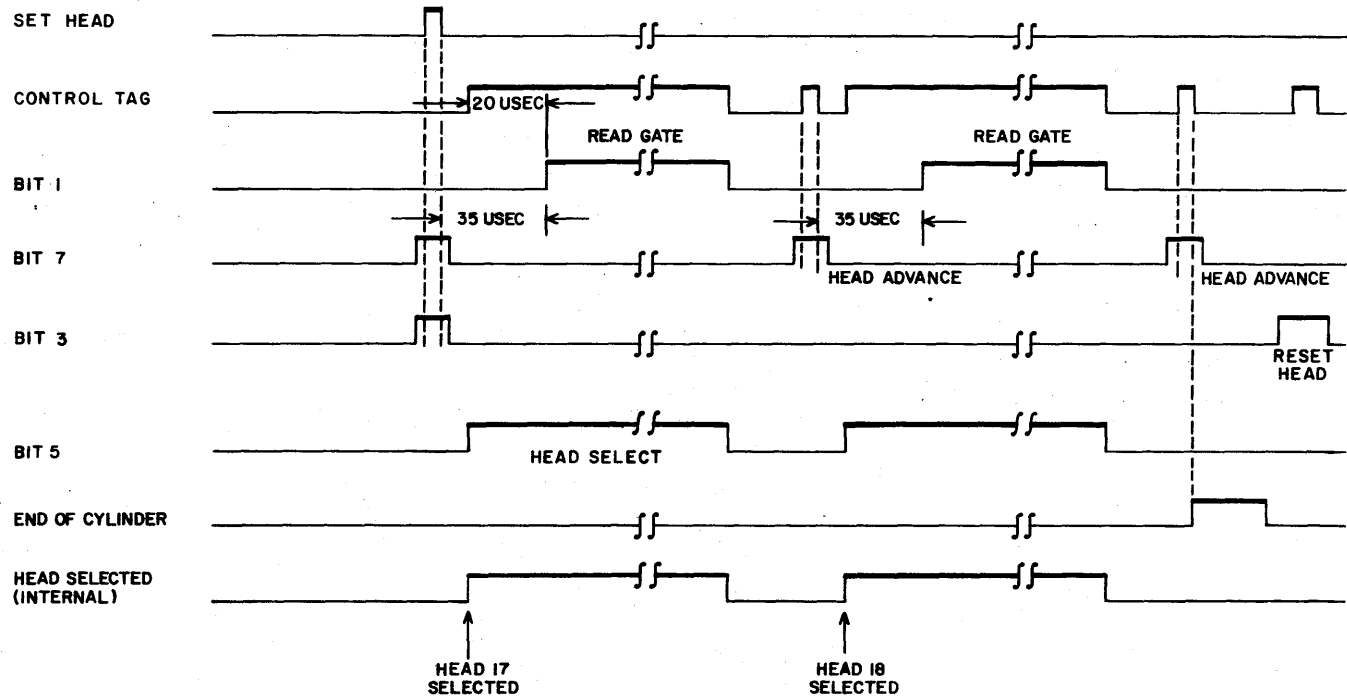 SET HEAD
CONTROL TAG
20 USEC
READ GATE
READ GATE
BIT 1
35 USEC
35 USEC
BIT 7
HEAD ADVANCE
HEAD ADVANCE
BIT 3
RESET
HEAD
BIT 5
HEAD SELECT
END OF CYLINDER
HEAD SELECTED
(INTERNAL)
HEAD 17
SELECTED
HEAD 18
SELECTED